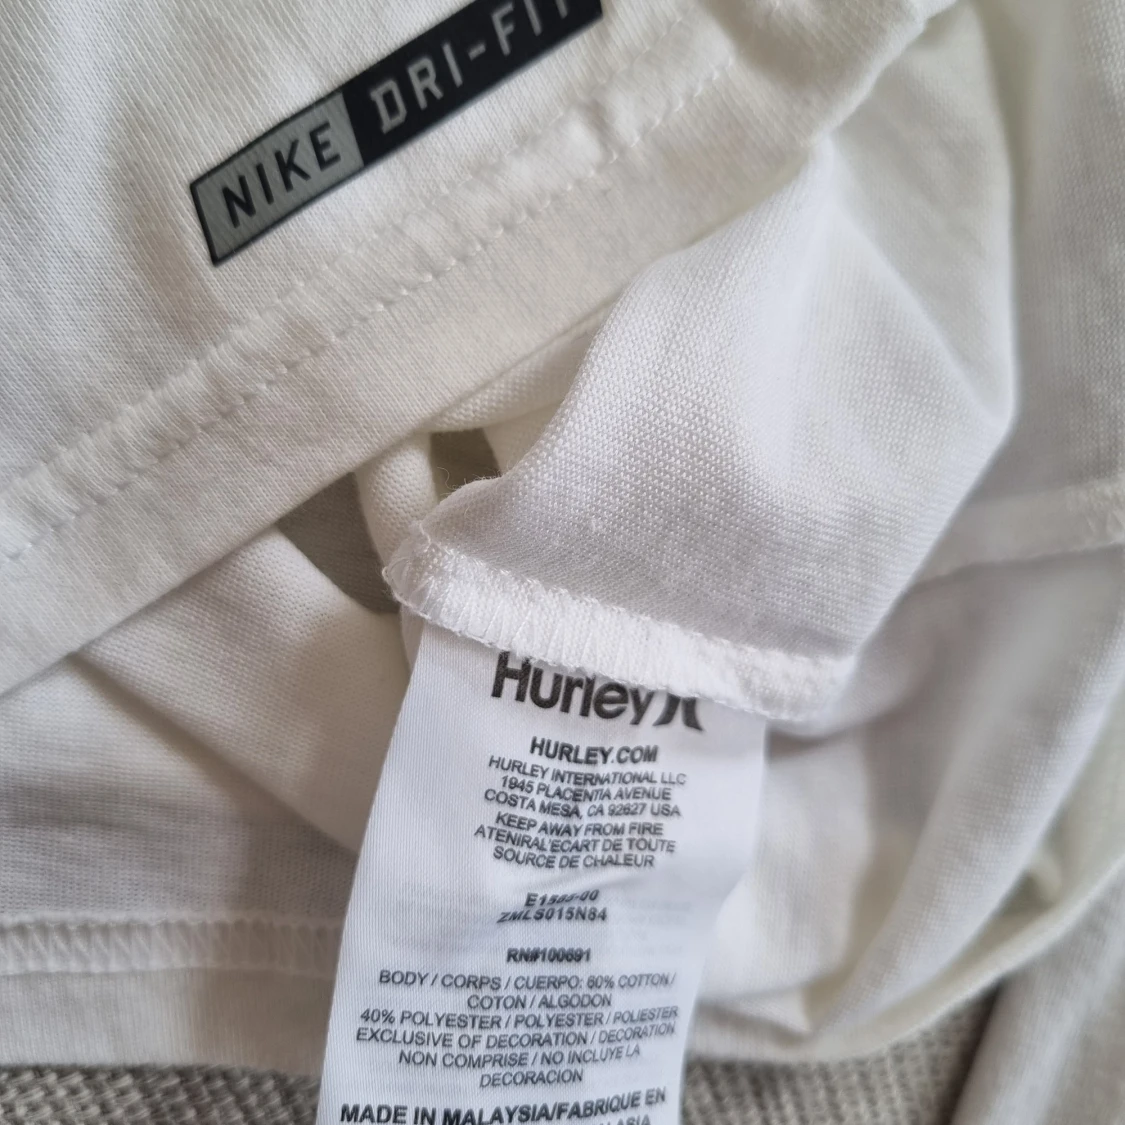 NIKE DRI-FIT
Hurley
HURLEY.COM
HURLEY INTERNATIONAL LLC
1945 PLACENTIA AVENUE
COSTA MESA, CA 92627 USA
KEEP AWAY FROM FIRE
ATENIRAL'ECART DE TOUTE
SOURCE DE CHALEUR
ZMLS015N84
RN#100691
BODY / CORPS / CUERPO: 60% COTTON /
COTON / ALGODON
40% POLYESTER / POLYESTER / POLIESTER
EXCLUSIVE OF DECORATION / DECORATION
NON COMPRISE / NO INCLUYE LA
DECORACION
MADE IN MALAYSIA/FABRIQUE EN